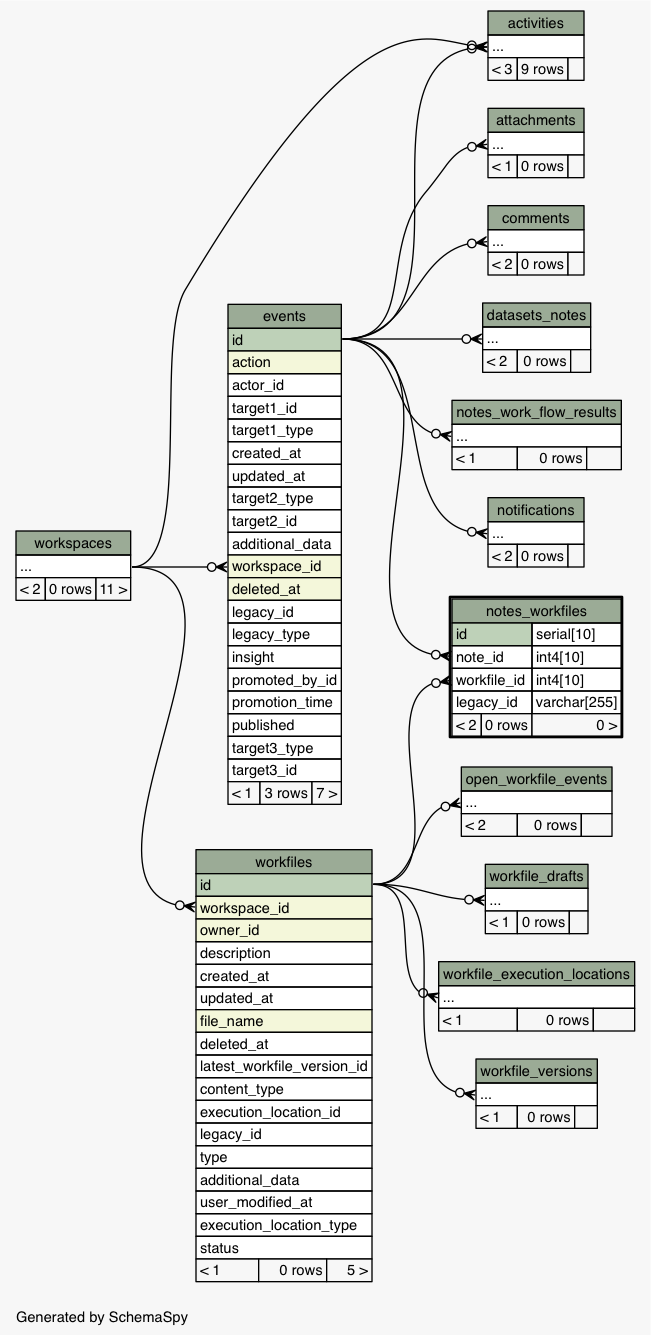 activities
...
< 3 9 rows
attachments
...
< 1 0 rows
comments
...
< 2 0 rows
datasets_notes
...
< 2 0 rows
notes_work_flow_results
...
< 1 0 rows
notifications
...
< 2 0 rows
events
id
action
actor_id
target1_id
target1_type
created_at
updated_at
target2_type
target2_id
additional_data
workspace_id
deleted_at
legacy_id
legacy_type
insight
promoted_by_id
promotion_time
published
target3_type
target3_id
< 1 3 rows 7 >
workspaces
...
< 2 0 rows 11 >
notes_workfiles
id serial[10]
note_id int4[10]
workfile_id int4[10]
legacy_id varchar[255]
< 2 0 rows 0 >
open_workfile_events
...
< 2 0 rows
workfile_drafts
...
< 1 0 rows
workfile_execution_locations
...
< 1 0 rows
workfile_versions
...
< 1 0 rows
workfiles
id
workspace_id
owner_id
description
created_at
updated_at
file_name
deleted_at
latest_workfile_version_id
content_type
execution_location_id
legacy_id
type
additional_data
user_modified_at
execution_location_type
status
< 1 0 rows 5 >
Generated by SchemaSpy